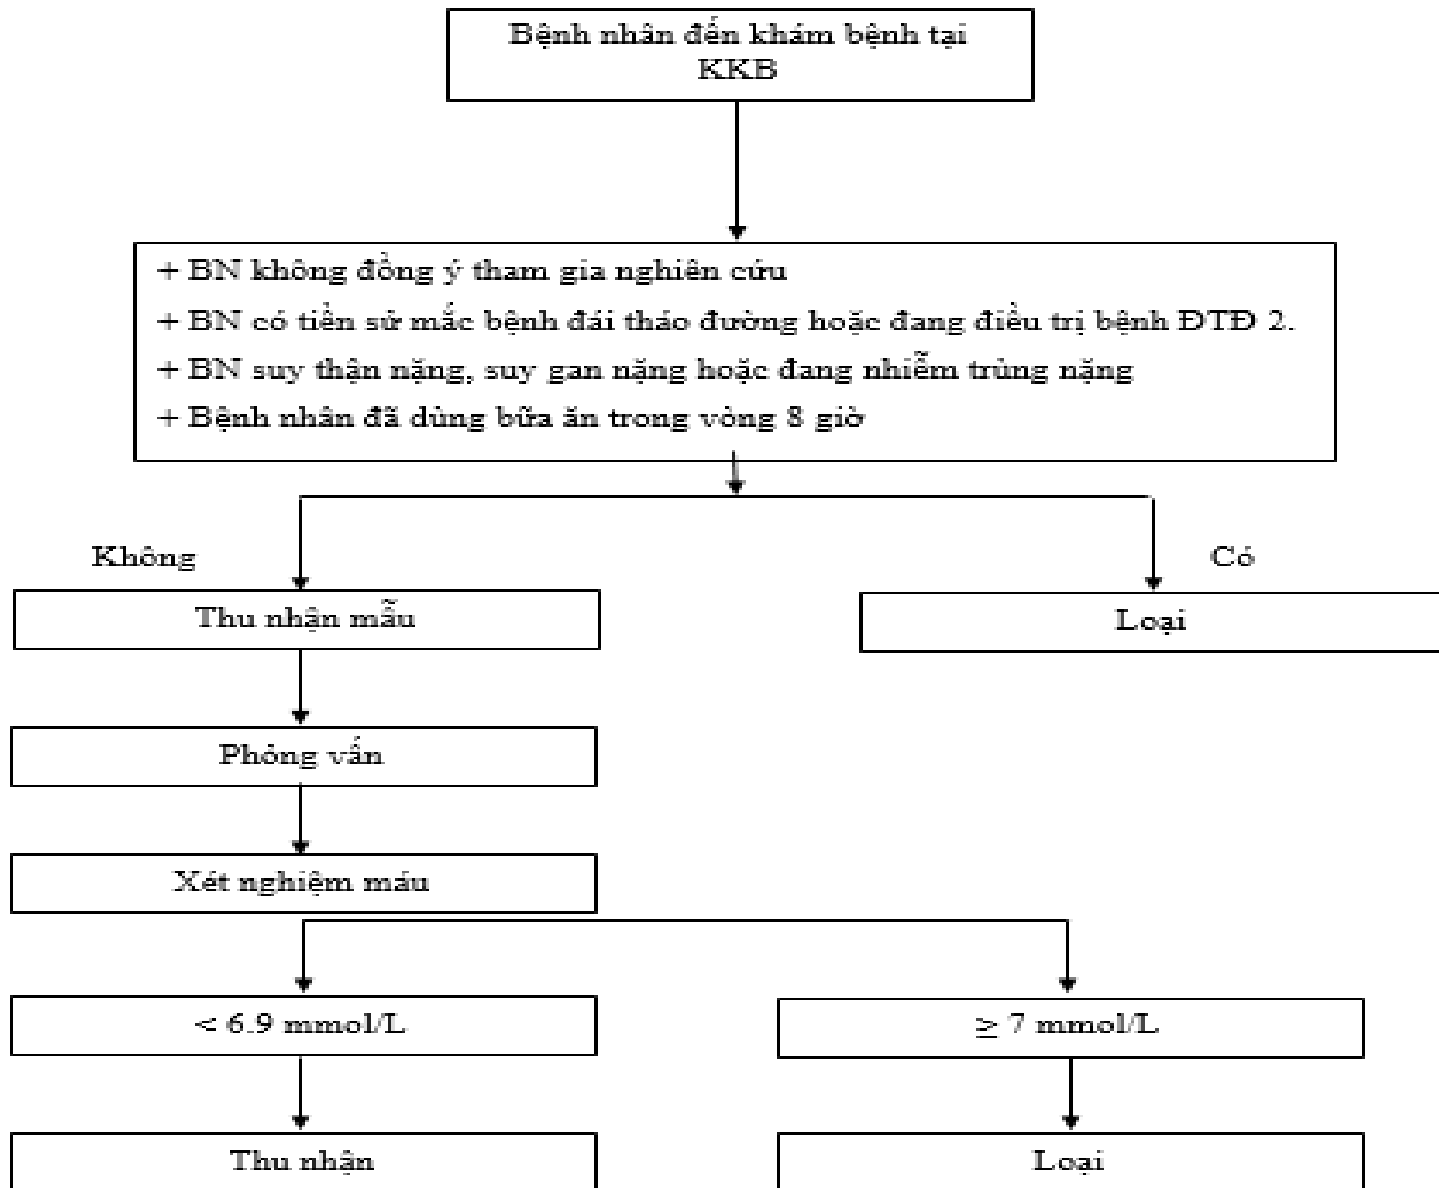 Bệnh nhân đến khám bệnh tại
KKB
+ BN không đồng ý tham gia nghiên cứu
+ BN có tiền sử mắc bệnh đái tháo đường hoặc đang điều trị bệnh ĐTĐ 2.
+ BN suy thận nặng, suy gan nặng hoặc đang nhiễm trùng nặng
+ Bệnh nhân đã dùng bữa ăn trong vòng 8 giờ
Không
Có
Thu nhận mẫu
Loại
Phỏng vấn
Xét nghiệm máu
< 6.9 mmol/L
≥ 7 mmol/L
Thu nhận
Loại